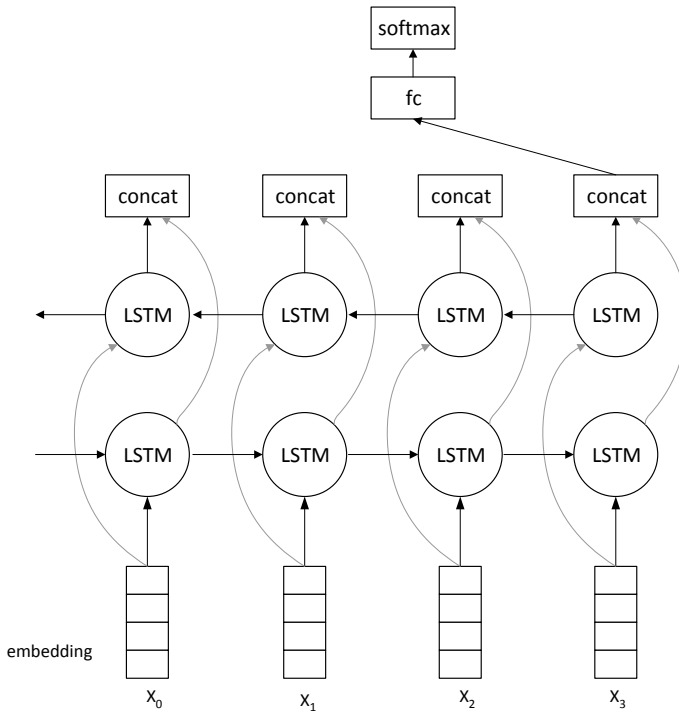 softmax
fc
concat concat concat concat
LSTM LSTM LSTM LSTM
LSTM LSTM LSTM LSTM
embedding
X₀ X₁ X₂ X₃